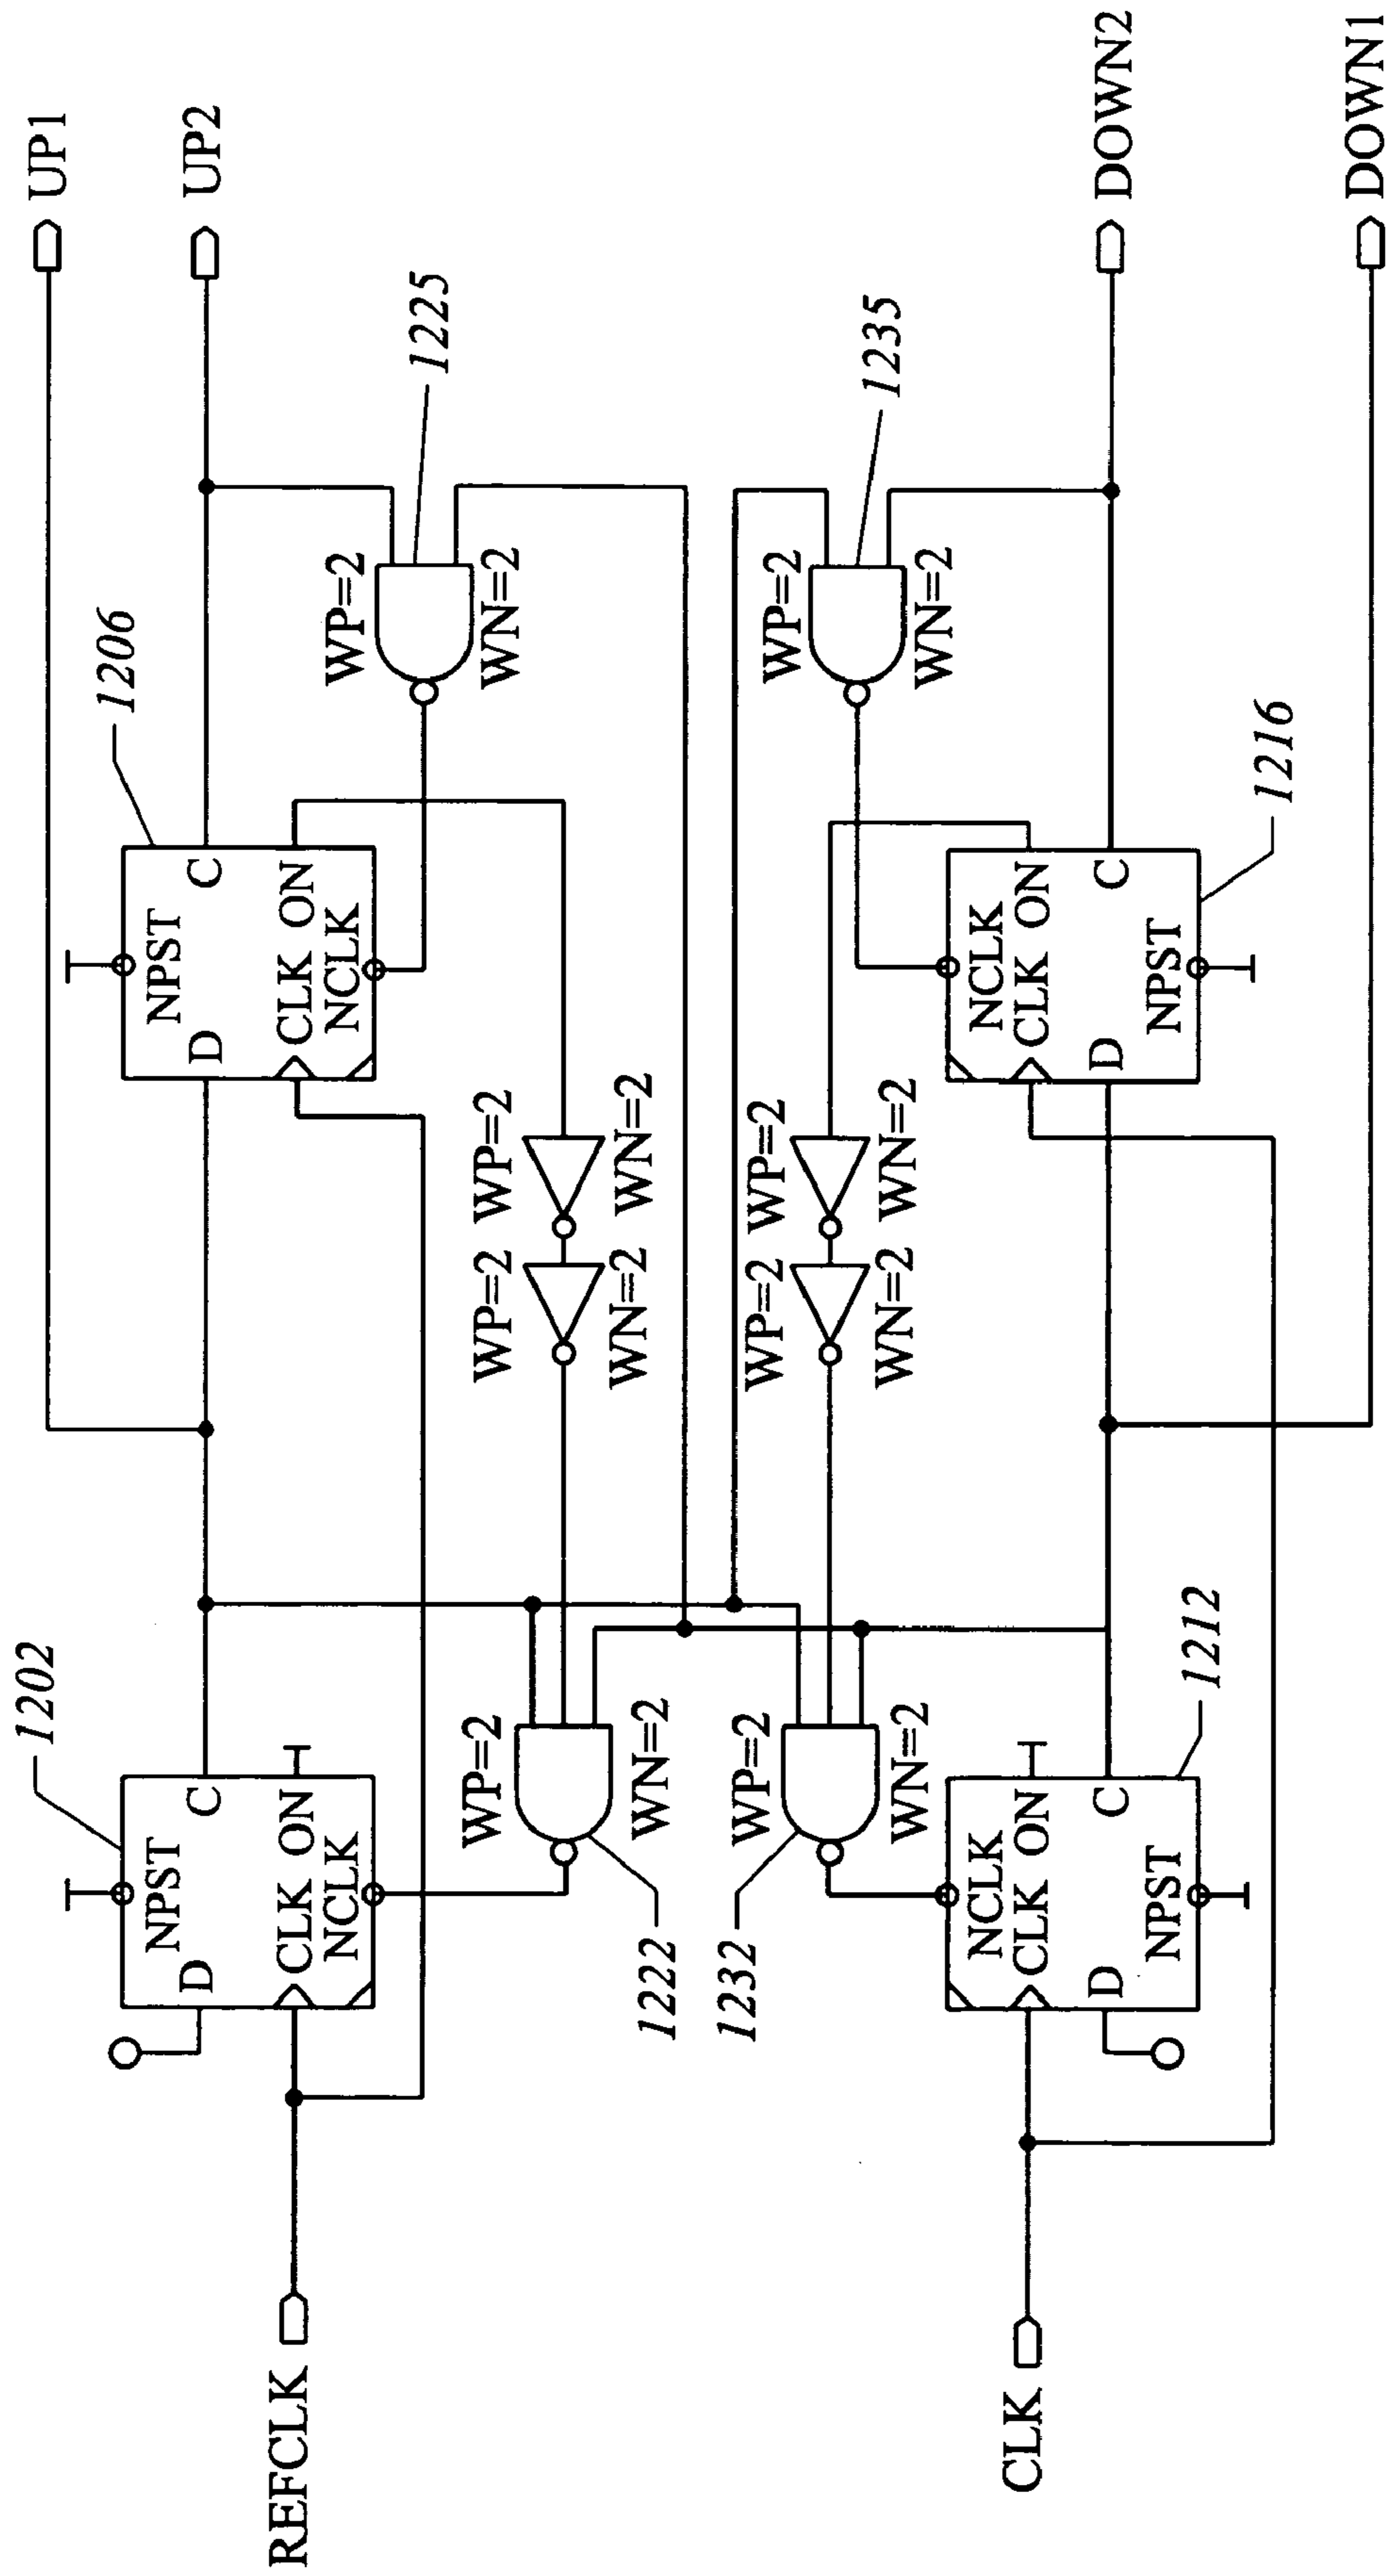 UP1
UP2
1202
1206
NPST
D
C
CLK ON
NCLK
NPST
D
C
CLK ON
NCLK
REFCLK
1225
WP=2
WN=2
WP=2
WN=2
WP=2
WN=2
WP=2
WN=2
1222
1232
WP=2
WN=2
WP=2
WN=2
WP=2
WN=2
WP=2
WN=2
1235
NCLK
CLK ON
D
C
NPST
1212
NCLK
CLK ON
D
C
NPST
1216
CLK
DOWN2
DOWN1